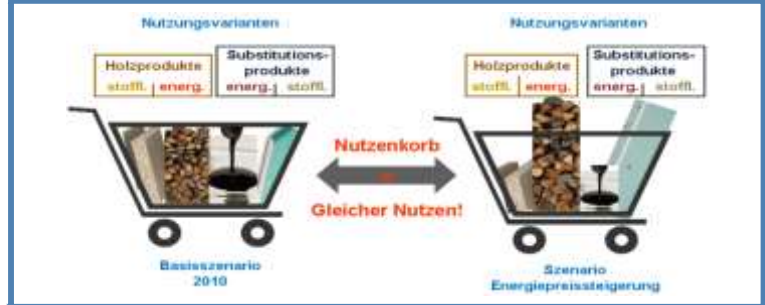 Nutzungsvarianten
Holzprodukte
stoffl. energ.
Substitutions-
produkte
energ. stoffl.
Basisszenario
2010
Nutzenkorb
Gleicher Nutzen!
Nutzungsvarianten
Holzprodukte
stoffl. energ.
Substitutions-
produkte
energ. stoffl.
Szenario
Energiepreissteigerung